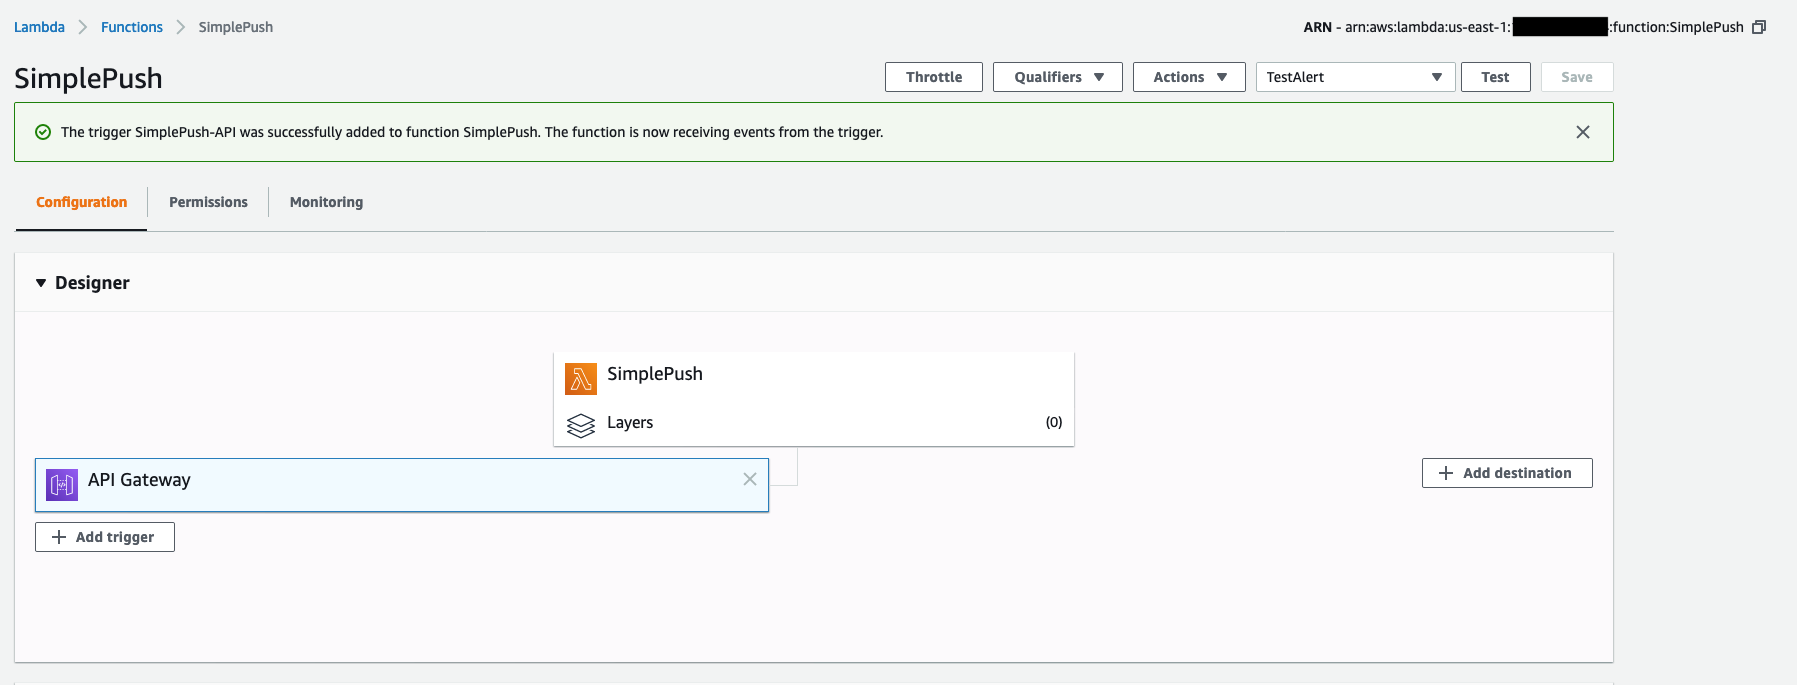 Lambda Functions SimplePush
ARN - arn:aws:lambda:us-east-1: :function:SimplePush
SimplePush
Throttle Qualifiers Actions TestAlert Test Save
The trigger SimplePush-API was successfully added to function SimplePush. The function is now receiving events from the trigger.
Configuration Permissions Monitoring
Designer
SimplePush
Layers (0)
API Gateway
Add destination
Add trigger